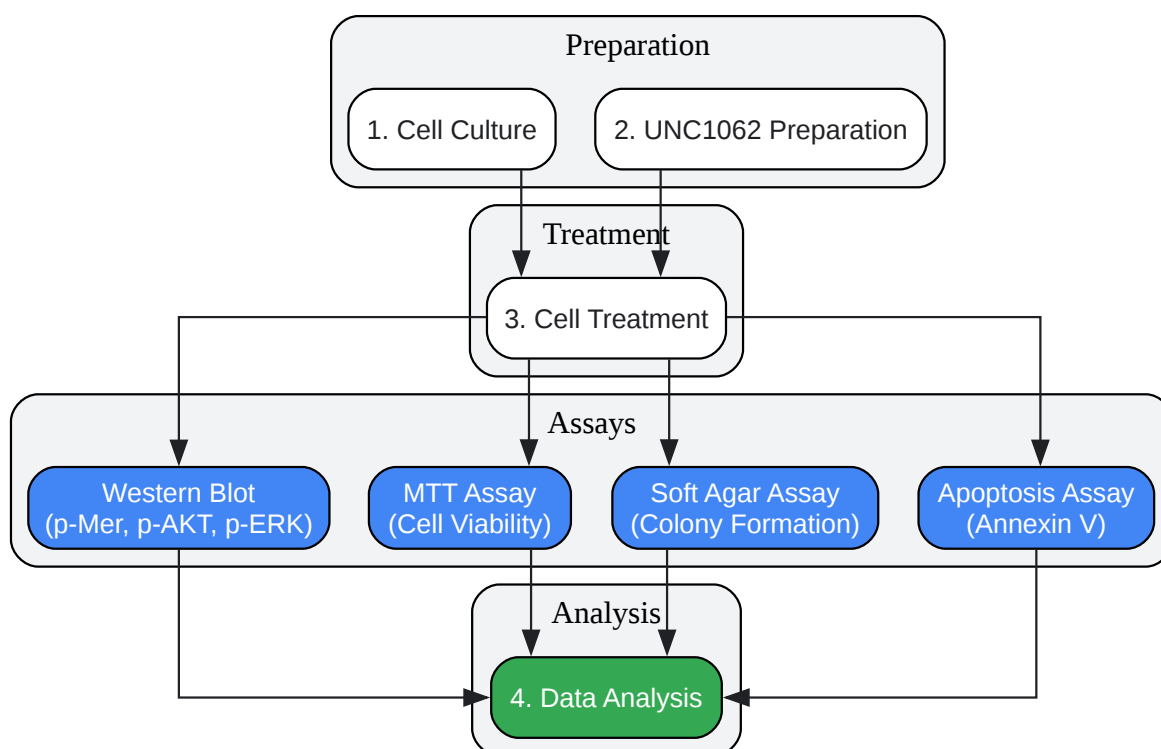 Preparation
1. Cell Culture
2. UNC1062 Preparation
Treatment
3. Cell Treatment
Assays
Western Blot
(p-Mer, p-AKT, p-ERK)
MTT Assay
(Cell Viability)
Soft Agar Assay
(Colony Formation)
Apoptosis Assay
(Annexin V)
Analysis
4. Data Analysis